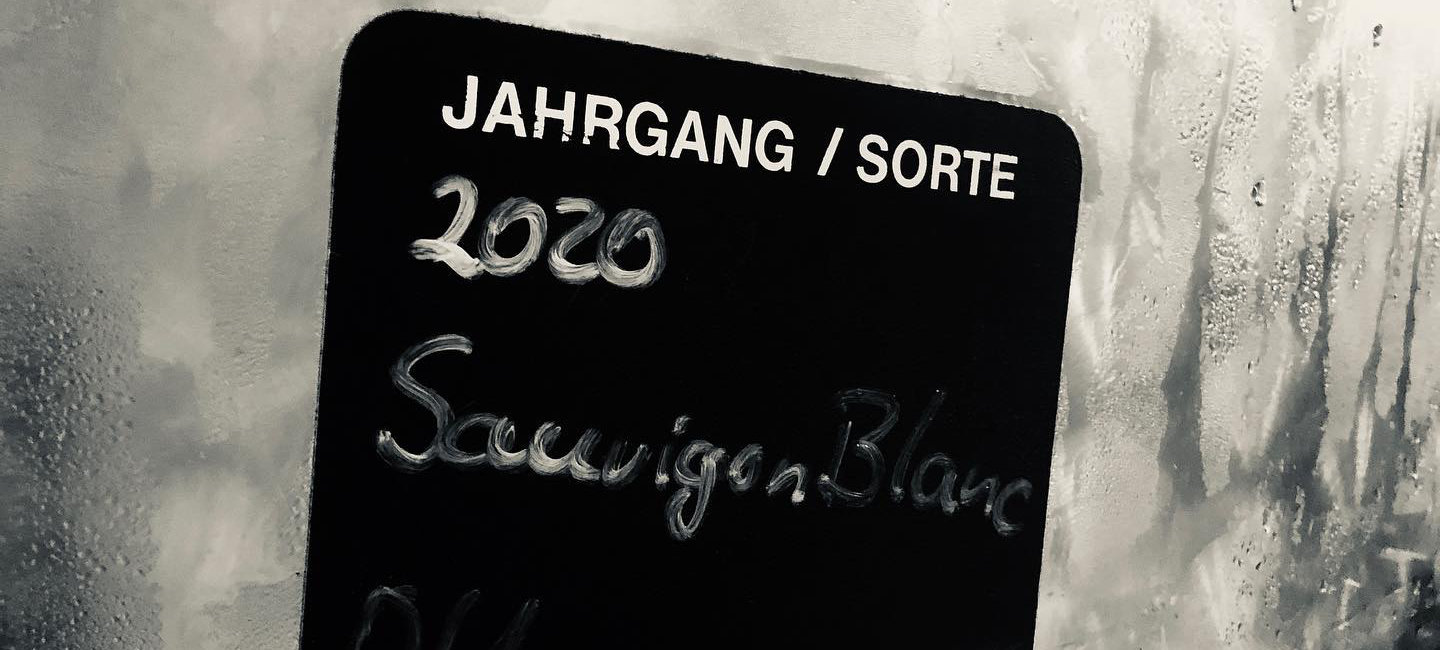 JAHRGANG / SORTE
2020
Sauvigon Blanc